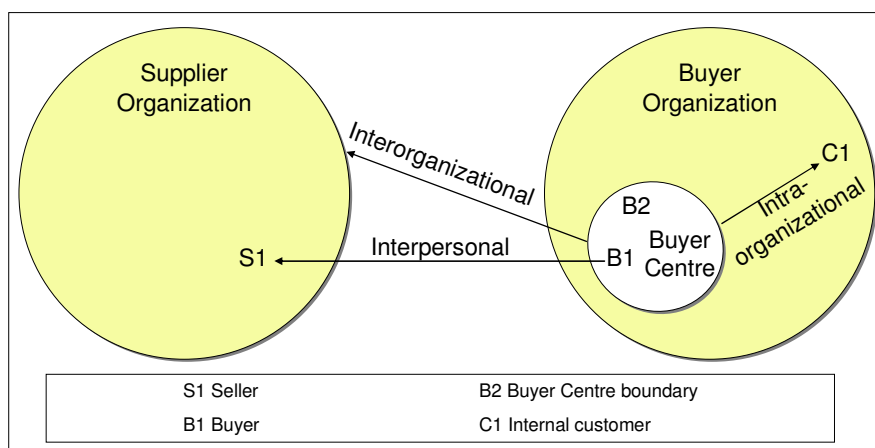 Supplier
Organization
Buyer
Organization
Interorganizational
C1
Intra-
organizational
B2
Buyer
Centre
S1
Interpersonal
B1
S1 Seller
B2 Buyer Centre boundary
B1 Buyer
C1 Internal customer